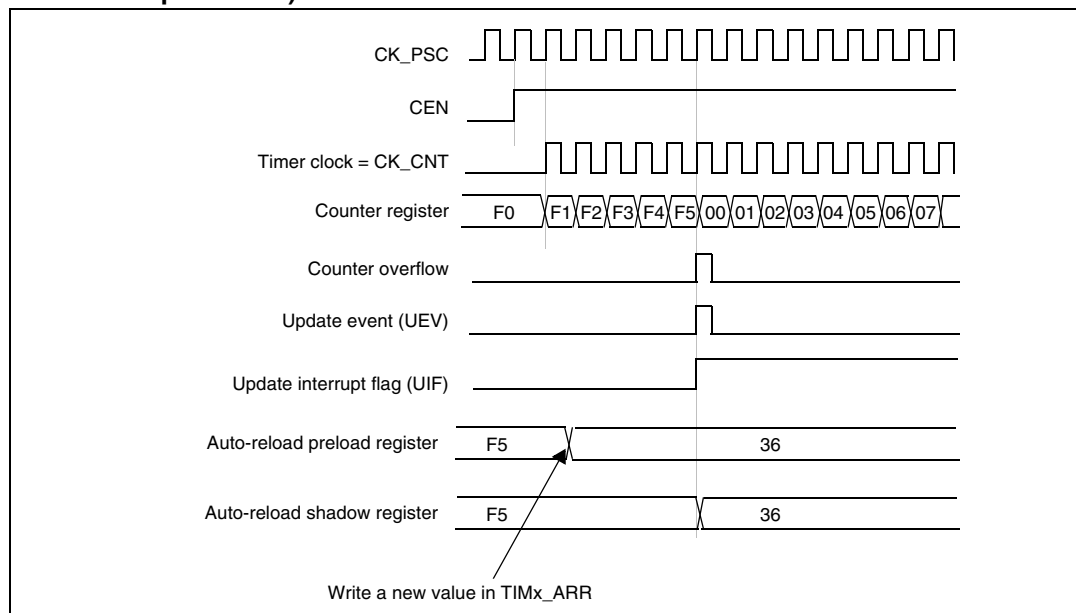 CK_PSC
CEN
Timer clock = CK_CNT
Counter register F0 F1 F2 F3 F4 F5 00 01 02 03 04 05 06 07
Counter overflow
Update event (UEV)
Update interrupt flag (UIF)
Auto-reload preload register F5 36
Auto-reload shadow register F5 36
Write a new value in TIMx_ARR